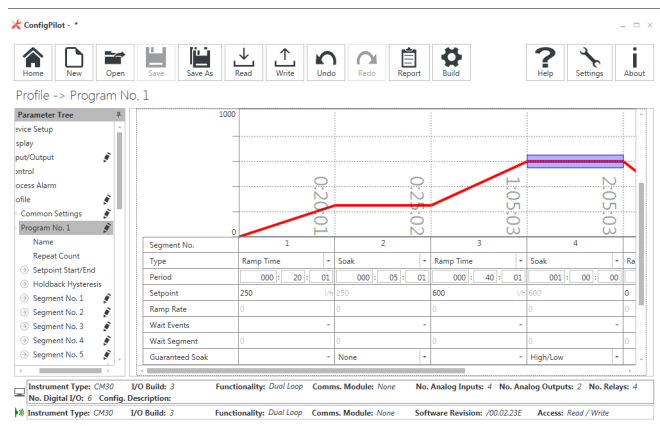 ConfigPilot - *
Home New Open Save Save As Read Write Undo Redo Report Build Help Settings About
Profile -> Program No. 1
Parameter Tree
evice Setup
splay
put/Output
ontrol
ocess Alarm
ofile
Common Settings
Program No. 1
Name
Repeat Count
Setpoint Start/End
Holdback Hysteresis
Segment No. 1
Segment No. 2
Segment No. 3
Segment No. 4
Segment No. 5
1000
0
0:20:01 0:25:02 1:05:03 2:05:03
Segment No. 1 2 3 4
Type Ramp Time Soak Ramp Time Soak Ra
Period 000 : 20 : 01 000 : 05 : 01 000 : 40 : 01 001 : 00 : 00
Setpoint 250 250 600 600 0
Ramp Rate 0 0 0 0 0
Wait Events
Wait Segment 0 0 0 0 0
Guaranteed Soak None High/Low
Instrument Type: CM30 I/O Build: 3 Functionality: Dual Loop Comms. Module: None No. Analog Inputs: 4 No. Analog Outputs: 2 No. Relays: 4
No. Digital I/O: 6 Config. Description:
Instrument Type: CM30 I/O Build: 3 Functionality: Dual Loop Comms. Module: None Software Revision: /00.02.23E Access: Read / Write